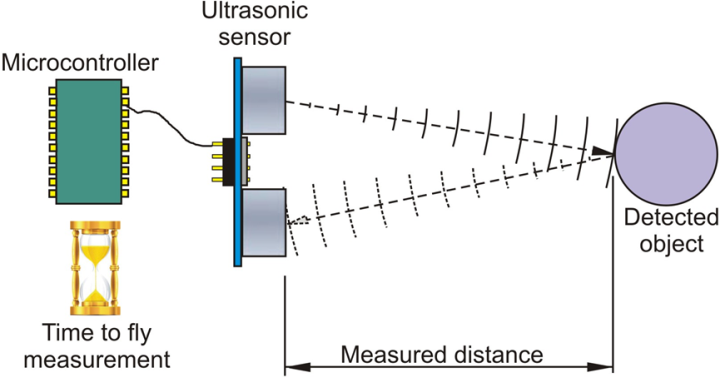 Ultrasonic
sensor
Microcontroller
Detected
object
Time to fly
measurement
Measured distance